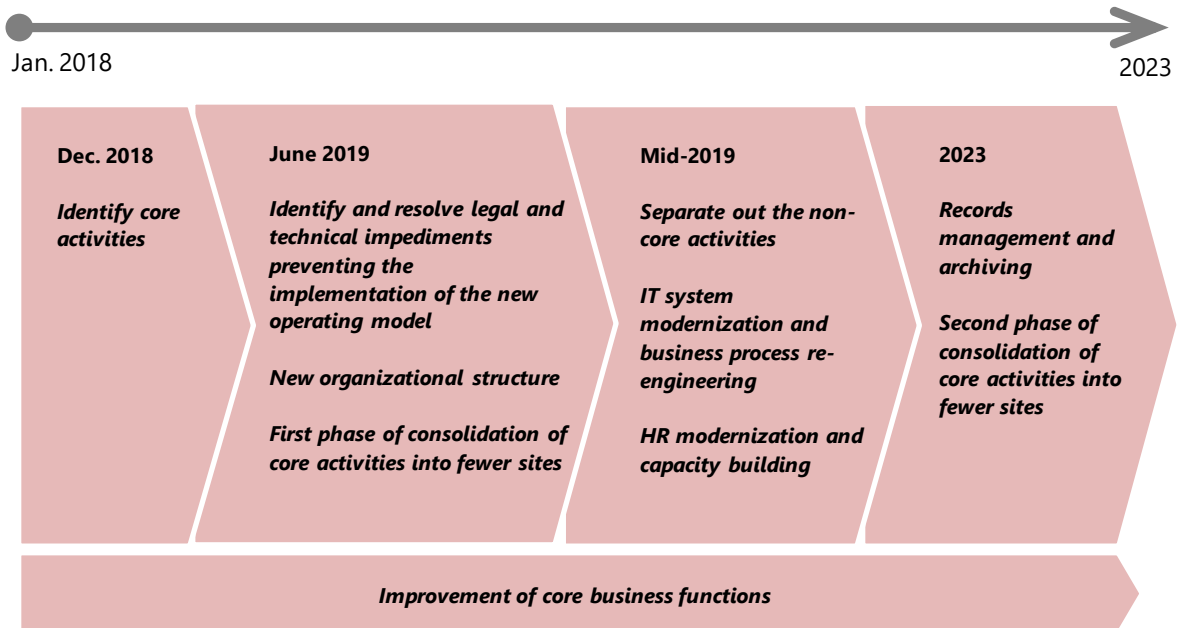 Jan. 2018
2023
Dec. 2018
Identify core
activities
June 2019
Identify and resolve legal and
technical impediments
preventing the
implementation of the new
operating model
New organizational structure
First phase of consolidation of
core activities into fewer sites
Mid-2019
Separate out the non-
core activities
IT system
modernization and
business process re-
engineering
HR modernization and
capacity building
2023
Records
management and
archiving
Second phase of
consolidation of
core activities into
fewer sites
Improvement of core business functions